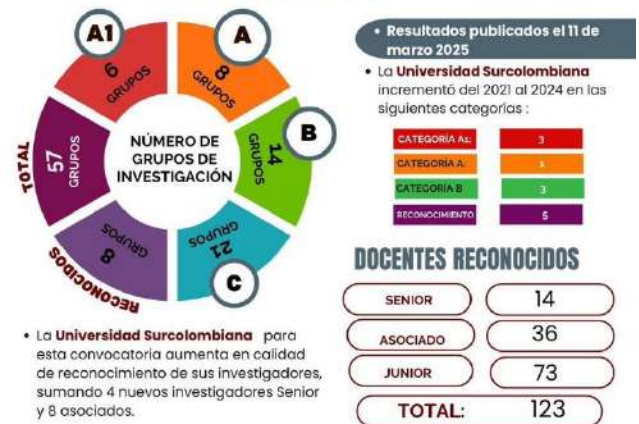 A1
6
GRUPOS
A
8
GRUPOS
B
14
GRUPOS
C
21
GRUPOS
8
GRUPOS
RECONOCIDOS
57
GRUPOS
TOTAL
NÚMERO DE
GRUPOS DE
INVESTIGACIÓN
• La Universidad Surcolombiana para
esta convocatoria aumenta en calidad
de reconocimiento de sus investigadores,
sumando 4 nuevos investigadores Senior
y 8 asociados.
• Resultados publicados el 11 de
marzo 2025
• La Universidad Surcolombiana
incrementó del 2021 al 2024 en las
siguientes categorías :
CATEGORÍA A1: 3
CATEGORÍA A: 1
CATEGORÍA B 3
RECONOCIMIENTO 5
DOCENTES RECONOCIDOS
SENIOR 14
ASOCIADO 36
JUNIOR 73
TOTAL: 123